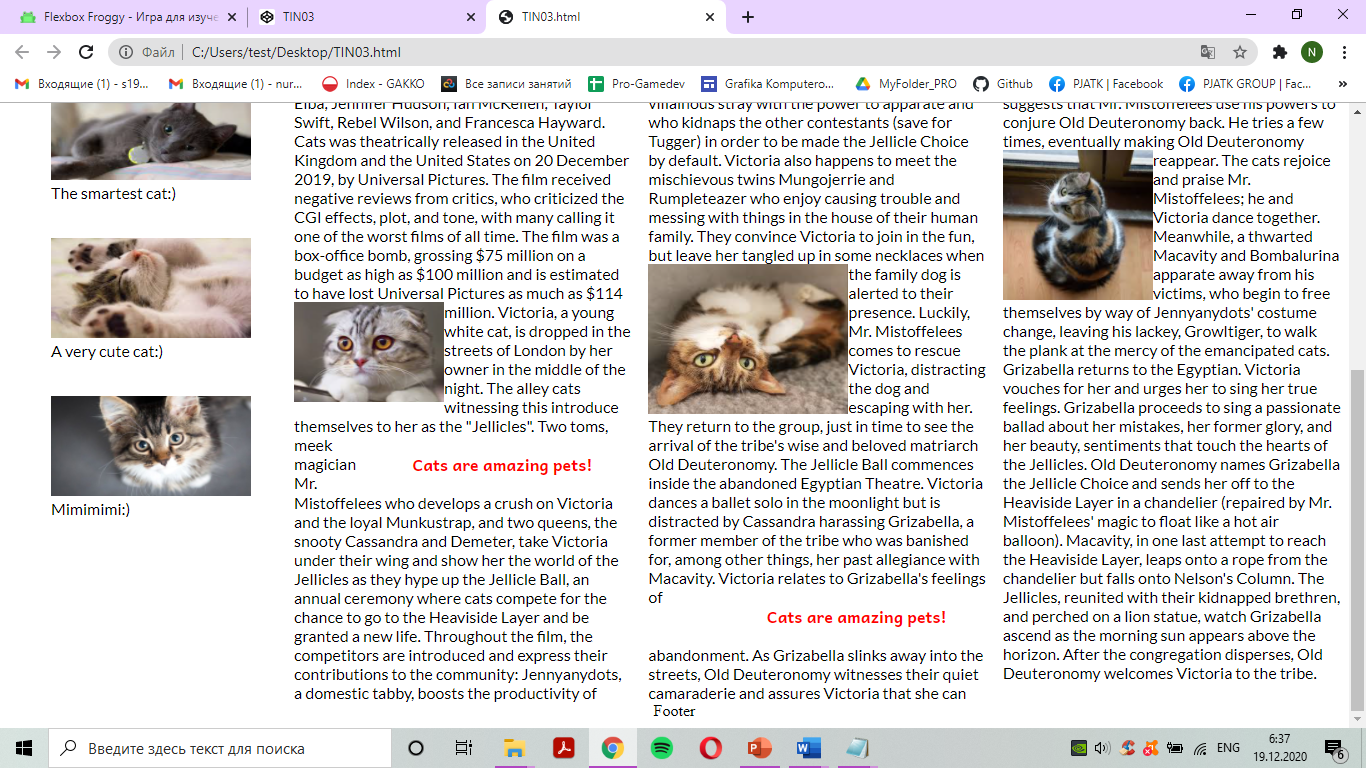 Flexbox Froggy - Игра для изуче
TIN03
TIN03.html
Файл
C:/Users/test/Desktop/TIN03.html
N
Входящие (1) - s19...
Входящие (1) - nur...
Index - GAKKO
Все записи занятий
Pro-Gamedev
Grafika Komputero...
MyFolder_PRO
Github
PJATK | Facebook
PJATK GROUP | Fac...
»
The smartest cat:)
A very cute cat:)
Mimimimi:)
Elba, Jennifer Hudson, Ian McKellen, Taylor
Swift, Rebel Wilson, and Francesca Hayward.
Cats was theatrically released in the United
Kingdom and the United States on 20 December
2019, by Universal Pictures. The film received
negative reviews from critics, who criticized the
CGI effects, plot, and tone, with many calling it
one of the worst films of all time. The film was a
box-office bomb, grossing $75 million on a
budget as high as $100 million and is estimated
to have lost Universal Pictures as much as $114
million. Victoria, a young
white cat, is dropped in the
streets of London by her
owner in the middle of the
night. The alley cats
witnessing this introduce
themselves to her as the "Jellicles". Two toms,
meek
magician
Cats are amazing pets!
Mr.
Mistoffelees who develops a crush on Victoria
and the loyal Munkustrap, and two queens, the
snooty Cassandra and Demeter, take Victoria
under their wing and show her the world of the
Jellicles as they hype up the Jellicle Ball, an
annual ceremony where cats compete for the
chance to go to the Heaviside Layer and be
granted a new life. Throughout the film, the
competitors are introduced and express their
contributions to the community: Jennyanydots,
a domestic tabby, boosts the productivity of
villainous stray with the power to apparate and
who kidnaps the other contestants (save for
Tugger) in order to be made the Jellicle Choice
by default. Victoria also happens to meet the
mischievous twins Mungojerrie and
Rumpleteazer who enjoy causing trouble and
messing with things in the house of their human
family. They convince Victoria to join in the fun,
but leave her tangled up in some necklaces when
the family dog is
alerted to their
presence. Luckily,
Mr. Mistoffelees
comes to rescue
Victoria, distracting
the dog and
escaping with her.
They return to the group, just in time to see the
arrival of the tribe's wise and beloved matriarch
Old Deuteronomy. The Jellicle Ball commences
inside the abandoned Egyptian Theatre. Victoria
dances a ballet solo in the moonlight but is
distracted by Cassandra harassing Grizabella, a
former member of the tribe who was banished
for, among other things, her past allegiance with
Macavity. Victoria relates to Grizabella's feelings
of
Cats are amazing pets!
abandonment. As Grizabella slinks away into the
streets, Old Deuteronomy witnesses their quiet
camaraderie and assures Victoria that she can
suggests that Mr. Mistoffelees use his powers to
conjure Old Deuteronomy back. He tries a few
times, eventually making Old Deuteronomy
reappear. The cats rejoice
and praise Mr.
Mistoffelees; he and
Victoria dance together.
Meanwhile, a thwarted
Macavity and Bombalurina
apparate away from his
victims, who begin to free
themselves by way of Jennyanydots' costume
change, leaving his lackey, Growltiger, to walk
the plank at the mercy of the emancipated cats.
Grizabella returns to the Egyptian. Victoria
vouches for her and urges her to sing her true
feelings. Grizabella proceeds to sing a passionate
ballad about her mistakes, her former glory, and
her beauty, sentiments that touch the hearts of
the Jellicles. Old Deuteronomy names Grizabella
the Jellicle Choice and sends her off to the
Heaviside Layer in a chandelier (repaired by Mr.
Mistoffelees' magic to float like a hot air
balloon). Macavity, in one last attempt to reach
the Heaviside Layer, leaps onto a rope from the
chandelier but falls onto Nelson's Column. The
Jellicles, reunited with their kidnapped brethren,
and perched on a lion statue, watch Grizabella
ascend as the morning sun appears above the
horizon. After the congregation disperses, Old
Deuteronomy welcomes Victoria to the tribe.
Footer
Введите здесь текст для поиска
ENG
6:37
19.12.2020
6